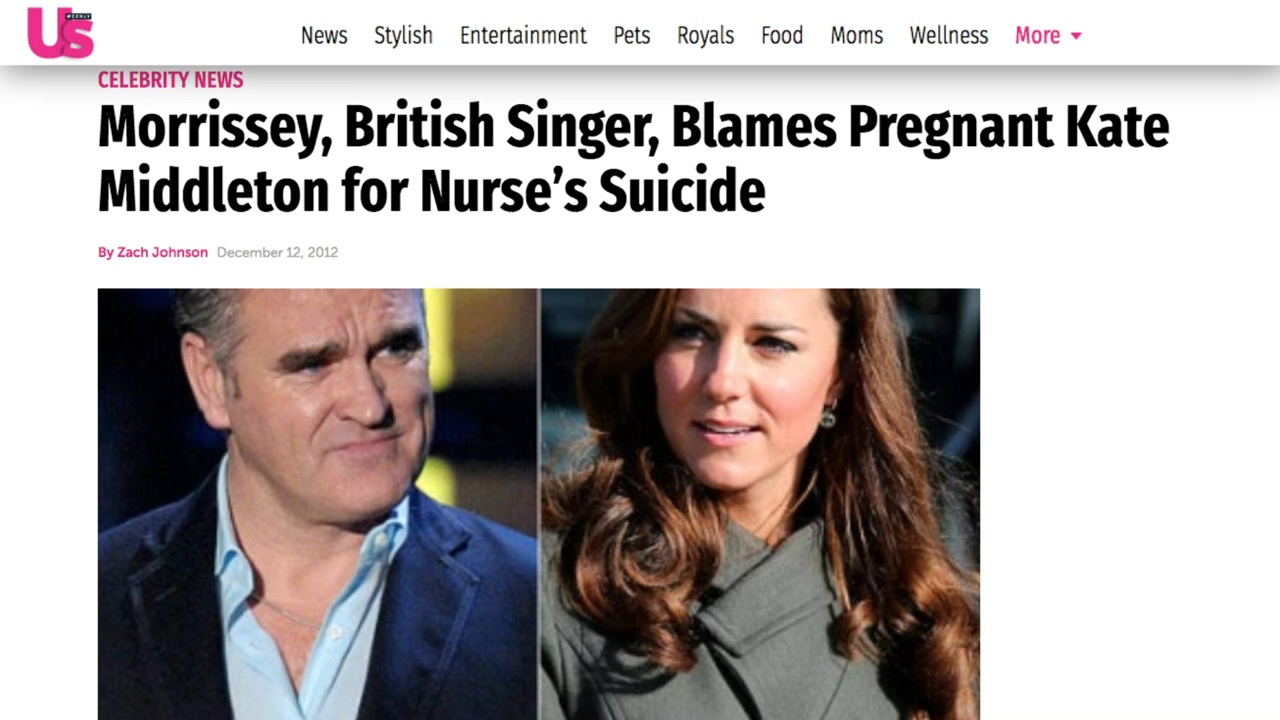 Us WEEKLY
News Stylish Entertainment Pets Royals Food Moms Wellness More
CELEBRITY NEWS
Morrissey, British Singer, Blames Pregnant Kate
Middleton for Nurse’s Suicide
By Zach Johnson December 12, 2012